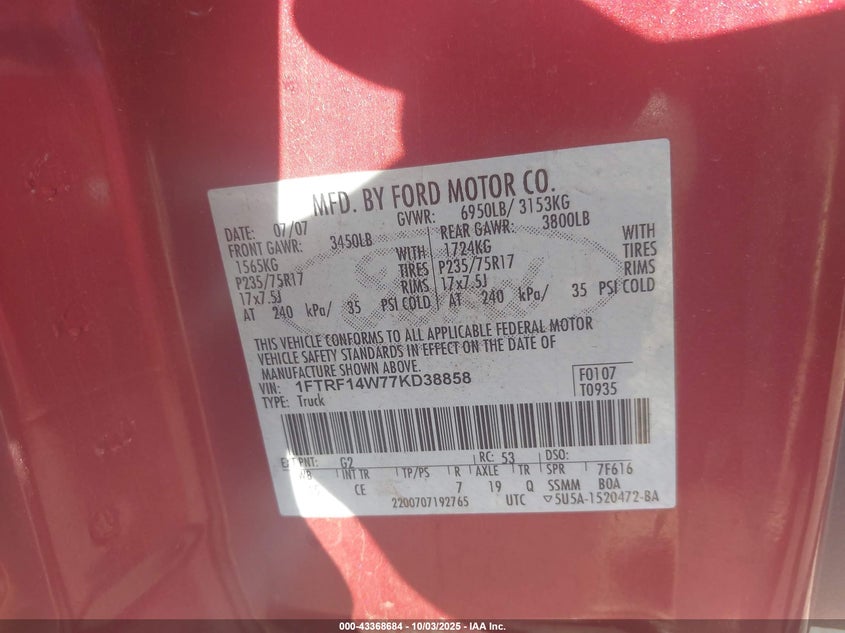 MFD. BY FORD MOTOR CO.
DATE: 07/07 GVWR: 6950LB/ 3153KG
FRONT GAWR: 3450LB REAR GAWR: 3800LB
1565KG WITH 1724KG WITH
P235/75R17 TIRES P235/75R17 TIRES
17x7.5J RIMS 17x7.5J RIMS
AT 240 kPa/ 35 PSI COLD AT 240 kPa/ 35 PSI COLD
THIS VEHICLE CONFORMS TO ALL APPLICABLE FEDERAL MOTOR
VEHICLE SAFETY STANDARDS IN EFFECT ON THE DATE OF
MANUFACTURE SHOWN ABOVE.
VIN: 1FTRF14W77KD38858 F0107
TYPE: Truck T0935
EXT PNT: G2 RC: 53 DSO:
WB INT TR TP/PS R AXLE TR SPR 7F616
CE 7 19 Q SSMM BOA
2200707192765 UTC ▽5U5A-1520472-BA
000-43368684 - 10/03/2025 - IAA Inc.